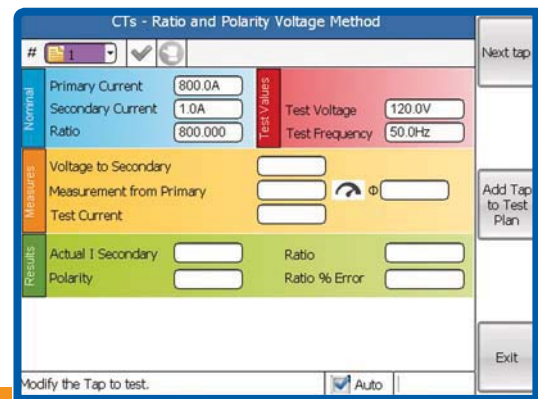 CTs - Ratio and Polarity Voltage Method
# 1
Next tap
Nominal
Primary Current 800.0A
Secondary Current 1.0A
Ratio 800.000
Test Values
Test Voltage 120.0V
Test Frequency 50.0Hz
Measures
Voltage to Secondary
Measurement from Primary Φ
Test Current
Add Tap
to Test
Plan
Results
Actual I Secondary
Polarity
Ratio
Ratio % Error
Exit
Modify the Tap to test.
Auto